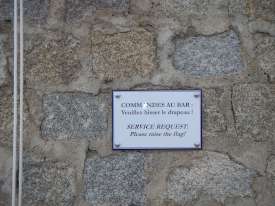 COMMANDES AU BAR :
Veuillez hisser le drapeau !
SERVICE REQUEST:
Please raise the flag!